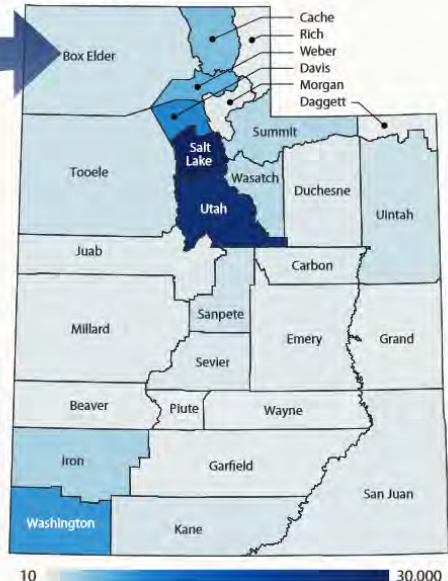 Cache
Rich
Weber
Davis
Morgan
Daggett
Box Elder
Summit
Salt
Lake
Tooele
Wasatch
Duchesne
Uintah
Utah
Juab
Carbon
Sanpete
Millard
Emery
Grand
Sevier
Beaver
Piute
Wayne
Iron
Garfield
San Juan
Washington
Kane
10
30,000